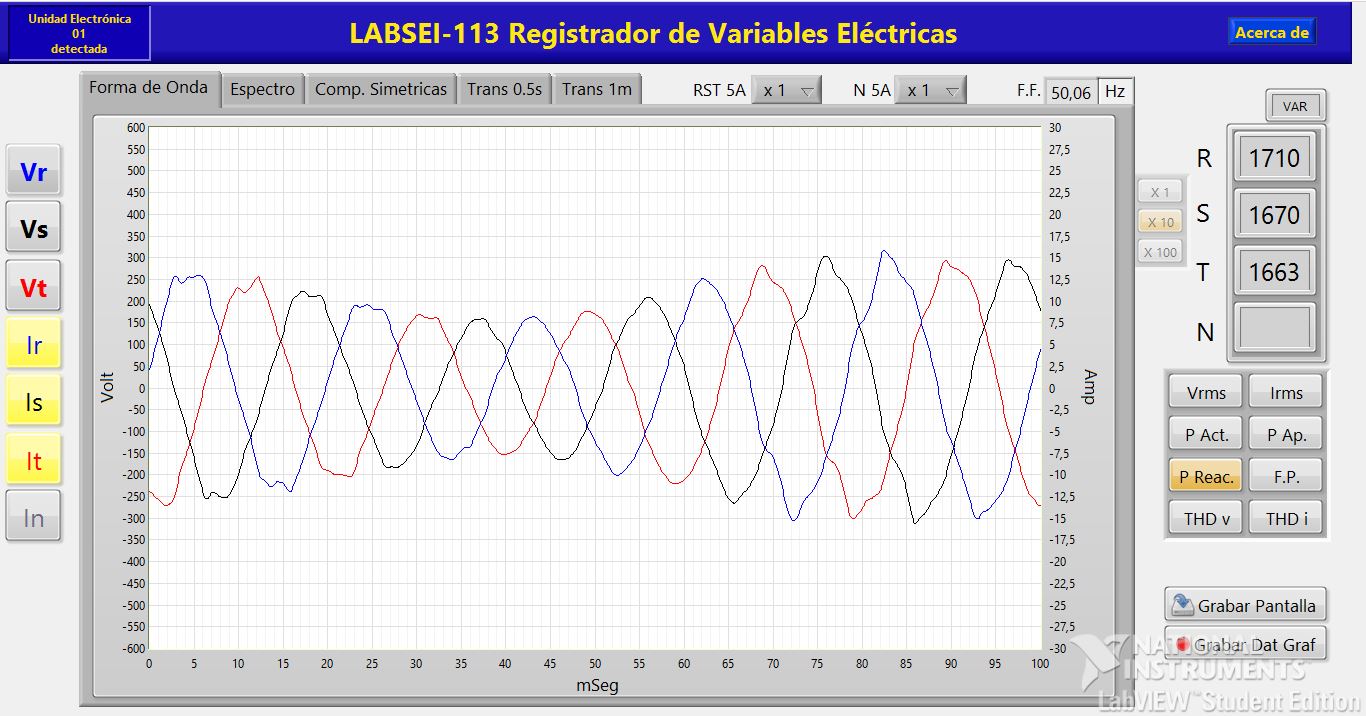 Unidad Electrónica
01
detectada
LABSEI-113 Registrador de Variables Eléctricas
Acerca de
Forma de Onda
Espectro
Comp. Simetricas
Trans 0.5s
Trans 1m
RST 5A
x 1
N 5A
x 1
F.F.
50,06
Hz
VAR
Vr
Vs
Vt
Ir
Is
It
In
Volt
600
550
500
450
400
350
300
250
200
150
100
50
0
-50
-100
-150
-200
-250
-300
-350
-400
-450
-500
-550
-600
0
5
10
15
20
25
30
35
40
45
50
55
60
65
70
75
80
85
90
95
100
mSeg
30
27,5
25
22,5
20
17,5
15
12,5
10
7,5
5
2,5
0
-2,5
-5
-7,5
-10
-12,5
-15
-17,5
-20
-22,5
-25
-27,5
-30
Amp
X 1
X 10
X 100
R
1710
S
1670
T
1663
N
Vrms
Irms
P Act.
P Ap.
P Reac.
F.P.
THD v
THD i
Grabar Pantalla
Grabar Dat Graf
NATIONAL
INSTRUMENTS™
LabVIEW™ Student Edition